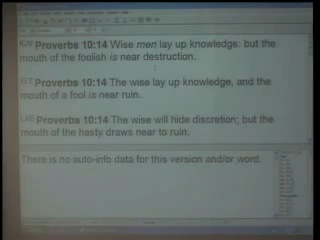 KJV Proverbs 10:14 Wise men lay up knowledge: but the
mouth of the foolish is near destruction.
YLT Proverbs 10:14 The wise lay up knowledge, and the
mouth of a fool is near ruin.
Proverbs 10:14 The wise will hide discretion; but the
mouth of the hasty draws near to ruin.
There is no auto-info data for this version and/or word.